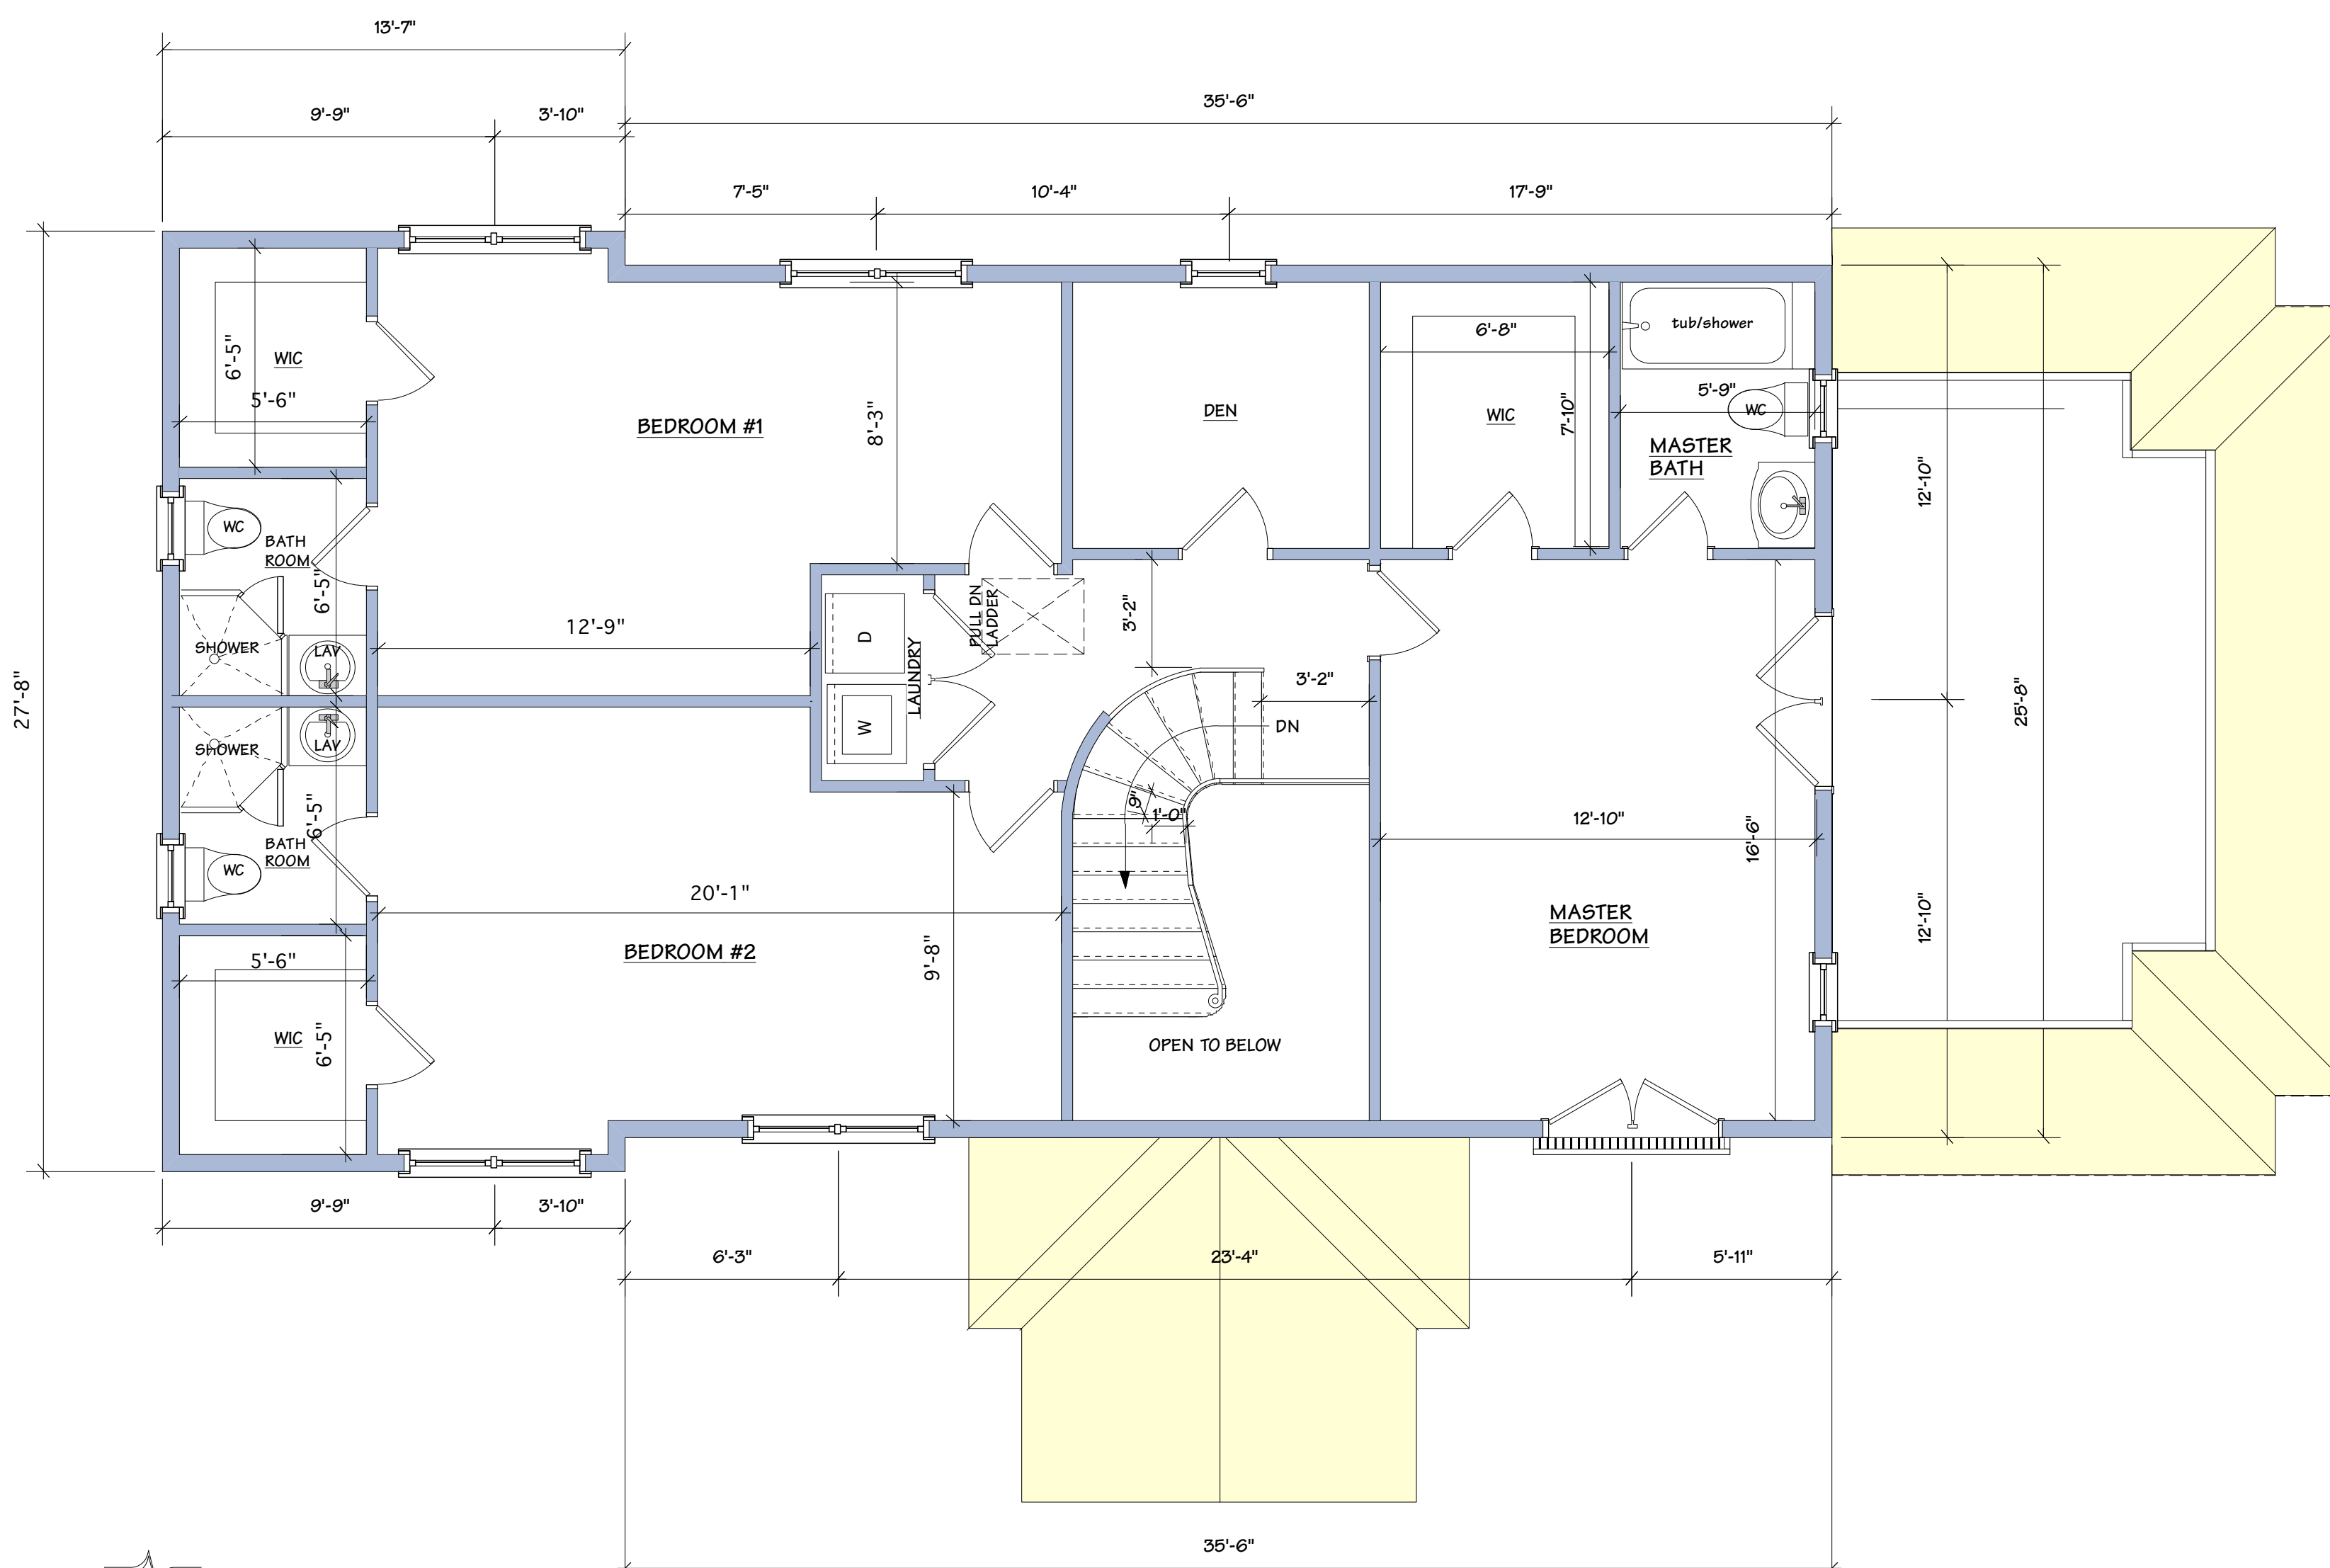 13'-7"
9'-9"
3'-10"
35'-6"
7'-5"
10'-4"
17'-9"
6'-5"
WIC
5'-6"
BEDROOM #1
8'-3"
DEN
6'-8"
WIC
7'-10"
tub/shower
5'-9"
WC
MASTER
BATH
12'-10"
WC
BATH
ROOM
6'-5"
SHOWER
LAV
12'-9"
D
LAUNDRY
PULL DN
LADDER
3'-2"
3'-2"
27'-8"
25'-8"
SHOWER
LAV
W
DN
9"
1'-0"
6'-5"
BATH
ROOM
WC
12'-10"
16'-6"
20'-1"
BEDROOM #2
9'-8"
MASTER
BEDROOM
12'-10"
5'-6"
WIC
6'-5"
OPEN TO BELOW
9'-9"
3'-10"
6'-3"
23'-4"
5'-11"
35'-6"